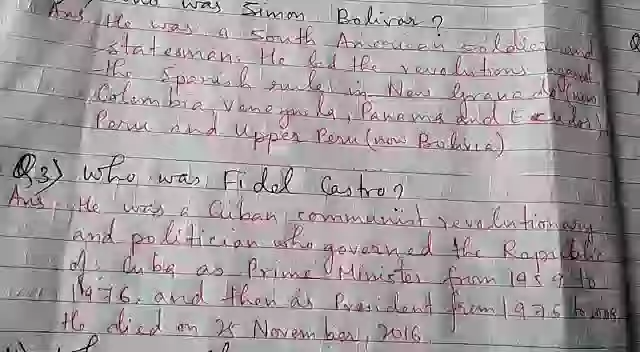 was Simon Bolivar?
Ans. He was a South American soldier and
statesman. He led the revolutions against
the Spanish rule in New Granada (now
Colombia Venezuela, Panama and Ecuador)
Peru and Upper Peru (now Bolivia)
Q3) Who was Fidel Castro?
Ans, He was a Cuban communist revolutionary
and politician who governed the Republic
of Cuba as Prime Minister from 1959 to
1976. and then as President from 1976 to
He died on 25 November, 2016